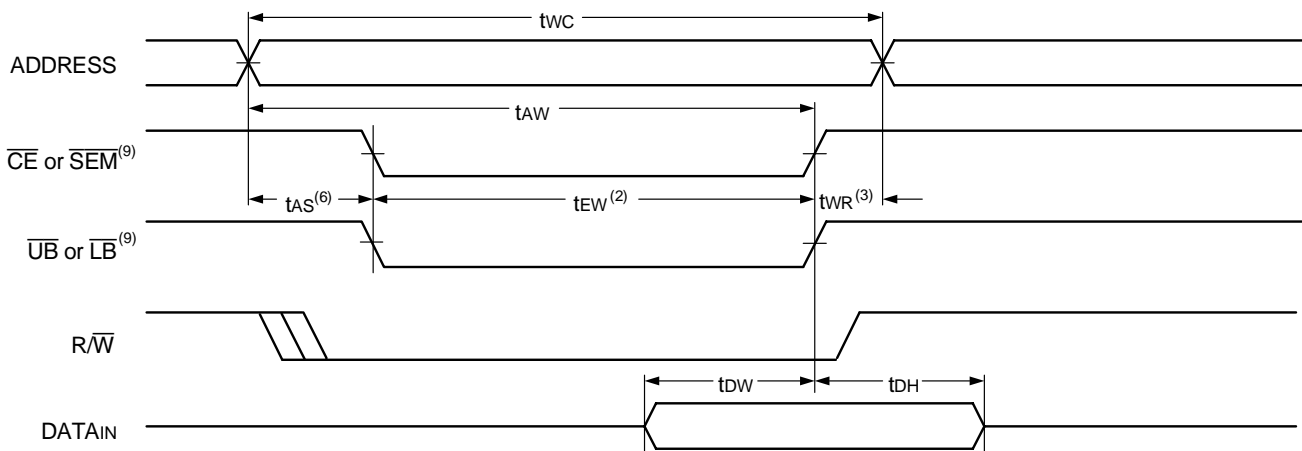 tWC
ADDRESS
tAW
CE or SEM(9)
tAS(6) tEW(2) tWR(3)
UB or LB(9)
R/W
tDW tDH
DATAIN